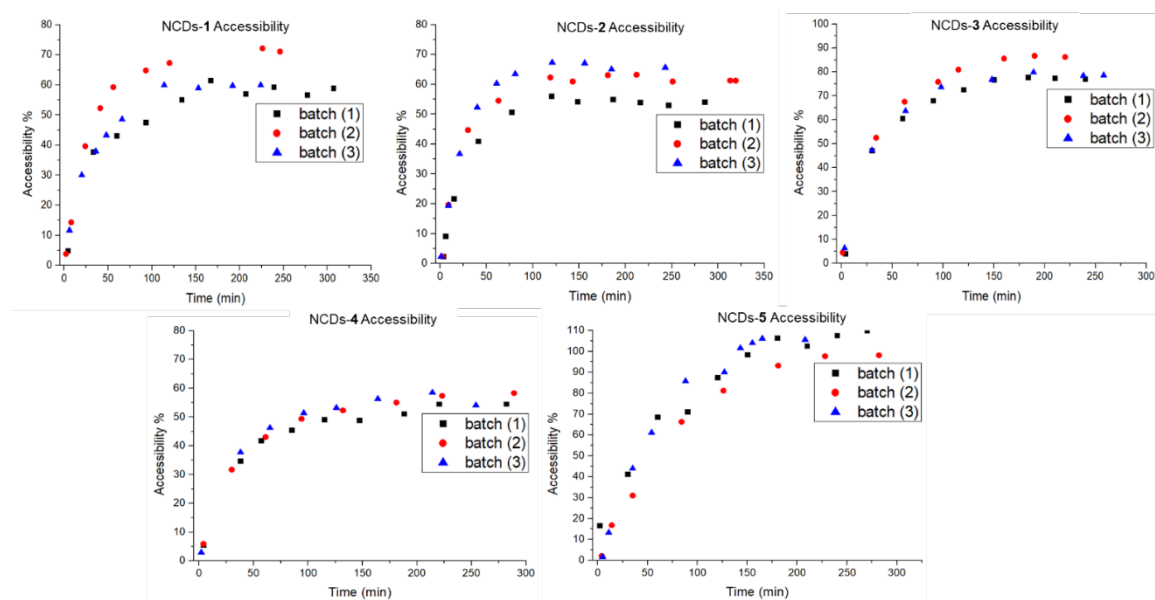 NCDs-1 Accessibility
80
70
60
50
40
30
20
10
0
Accessibility %
batch (1)
batch (2)
batch (3)
0 50 100 150 200 250 300 350
Time (min)
NCDs-2 Accessibility
80
70
60
50
40
30
20
10
0
Accessibility %
batch (1)
batch (2)
batch (3)
0 50 100 150 200 250 300 350
Time (min)
NCDs-3 Accessibility
100
90
80
70
60
50
40
30
20
10
0
Accessibility %
batch (1)
batch (2)
batch (3)
0 50 100 150 200 250 300
Time (min)
NCDs-4 Accessibility
80
70
60
50
40
30
20
10
0
Accessibility %
batch (1)
batch (2)
batch (3)
0 50 100 150 200 250 300
Time (min)
NCDs-5 Accessibility
110
100
90
80
70
60
50
40
30
20
10
0
Accessibility %
batch (1)
batch (2)
batch (3)
0 50 100 150 200 250 300
Time (min)